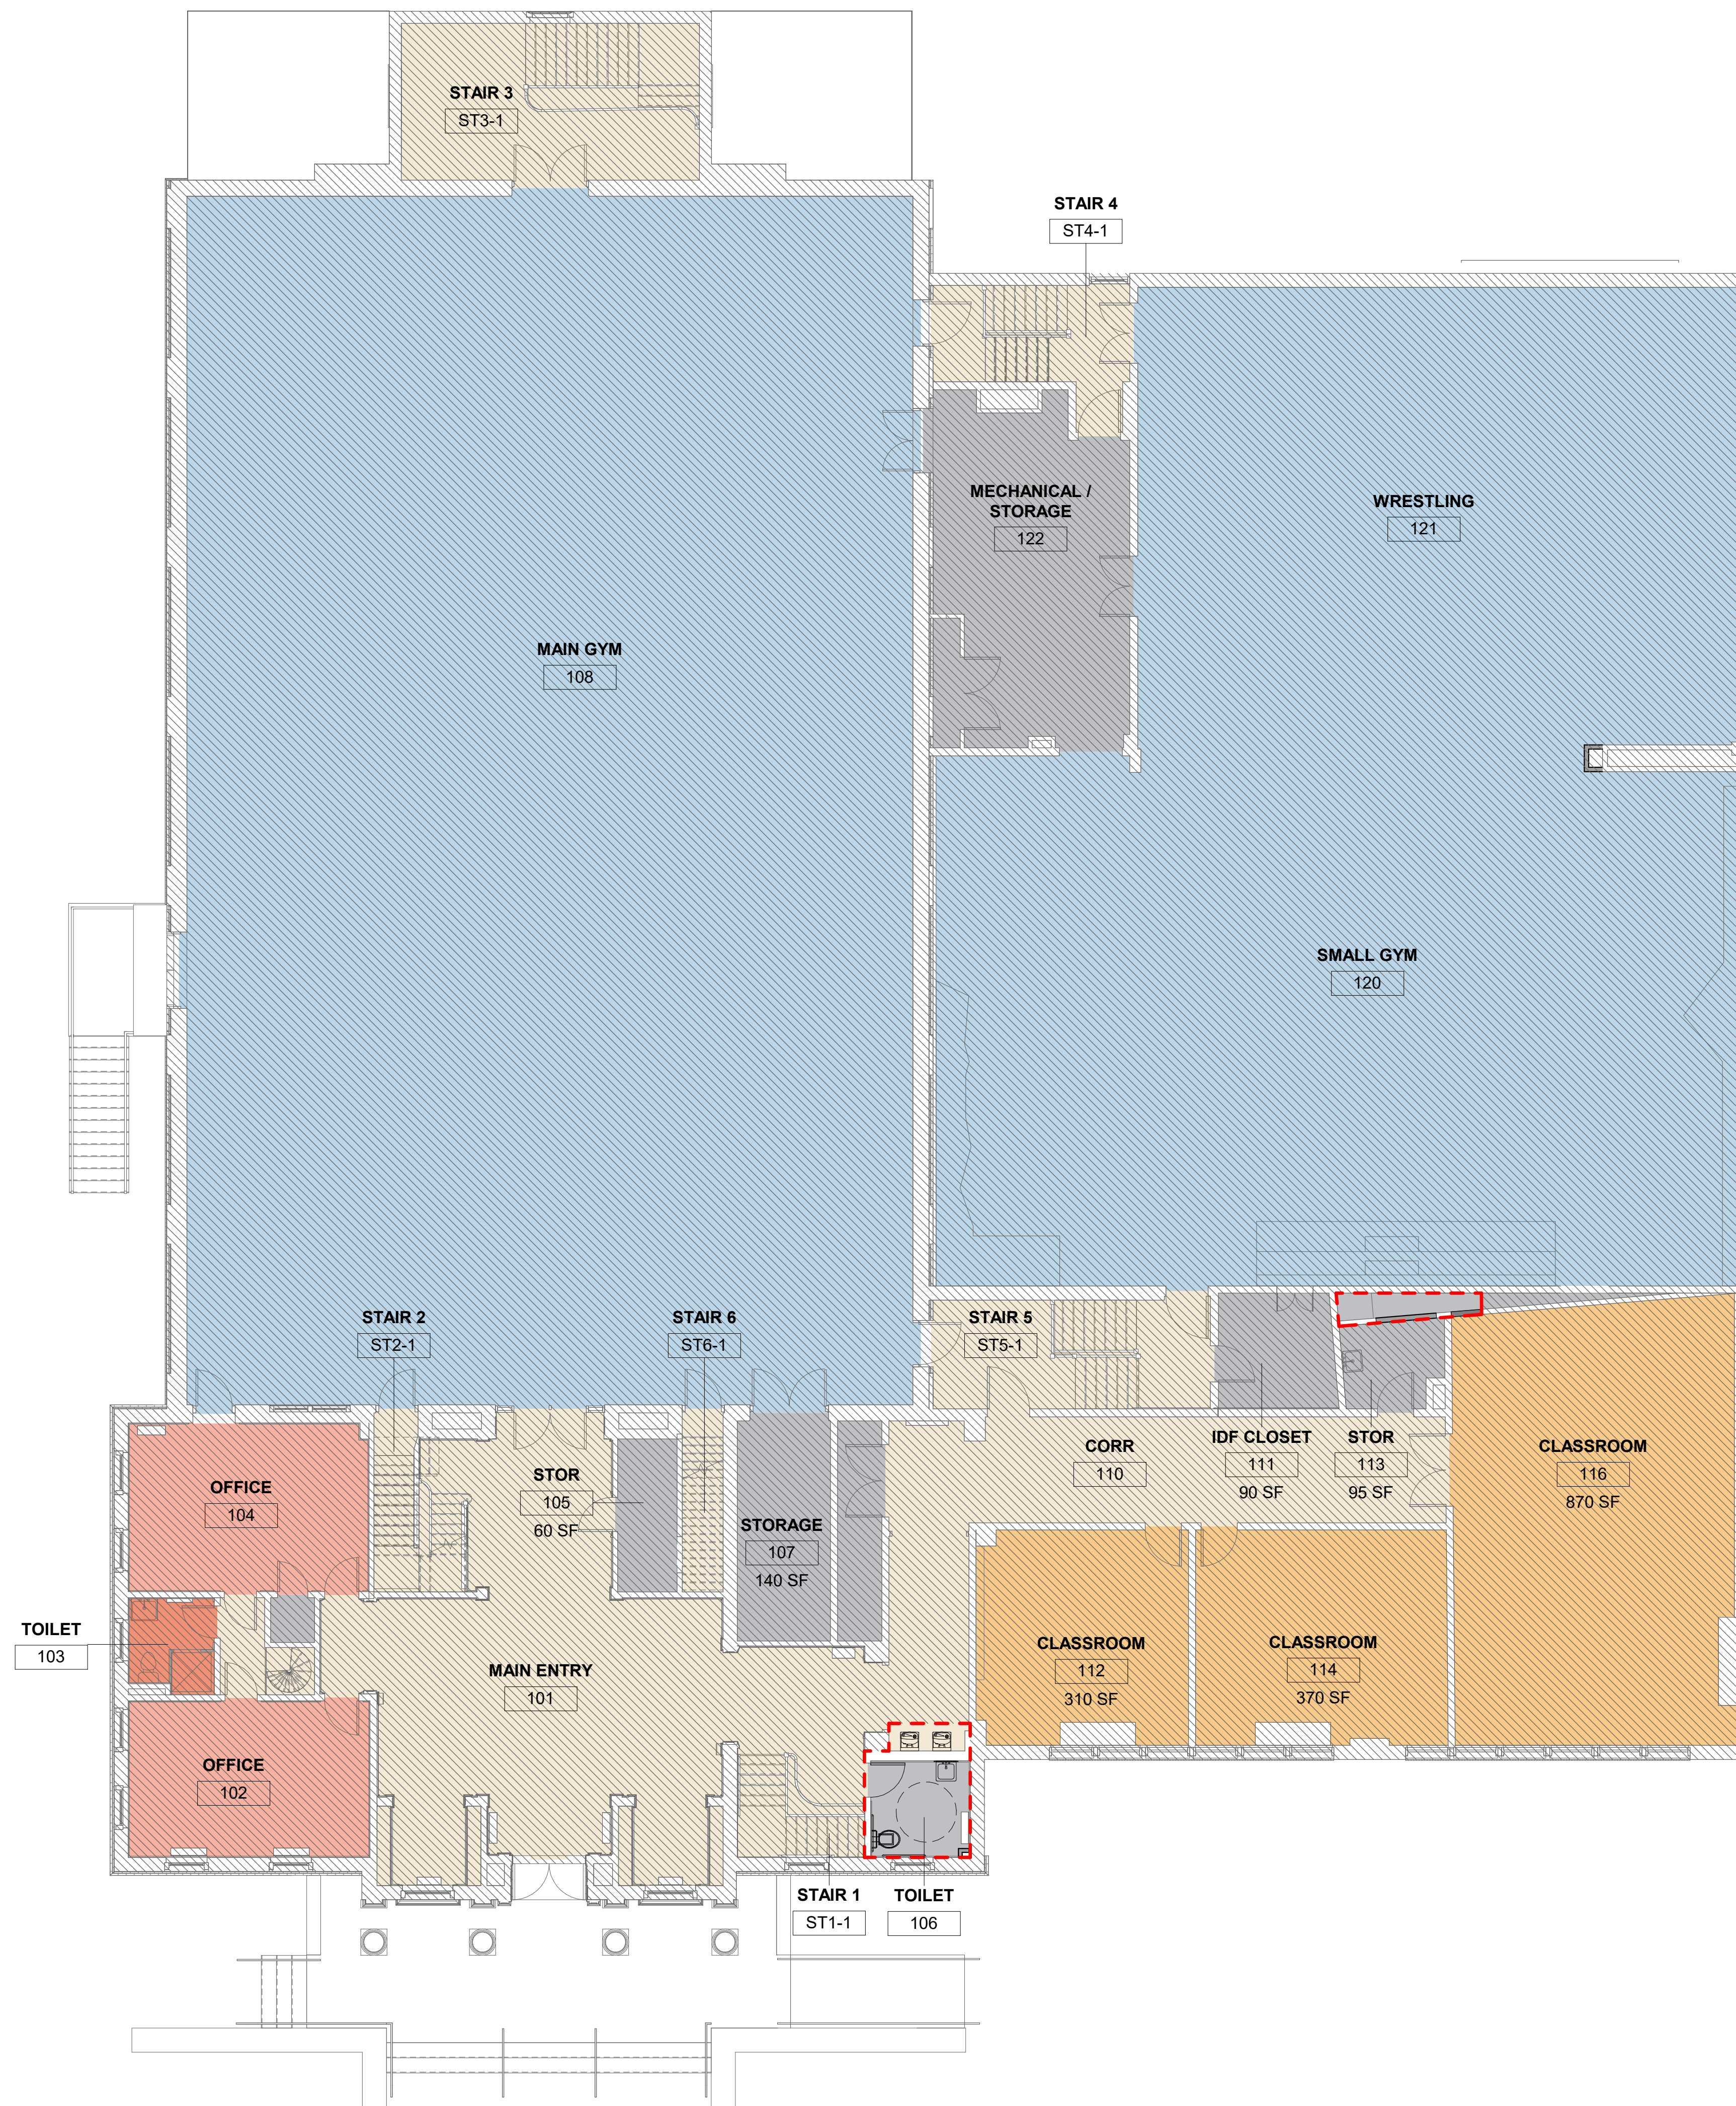 STAIR 3
ST3-1
STAIR 4
ST4-1
MECHANICAL /
STORAGE
122
WRESTLING
121
MAIN GYM
108
SMALL GYM
120
STAIR 2
ST2-1
STAIR 6
ST6-1
STAIR 5
ST5-1
OFFICE
104
STOR
105
60 SF
STORAGE
107
140 SF
CORR
110
IDF CLOSET
111
90 SF
STOR
113
95 SF
CLASSROOM
116
870 SF
TOILET
103
MAIN ENTRY
101
CLASSROOM
112
310 SF
CLASSROOM
114
370 SF
OFFICE
102
STAIR 1
ST1-1
TOILET
106